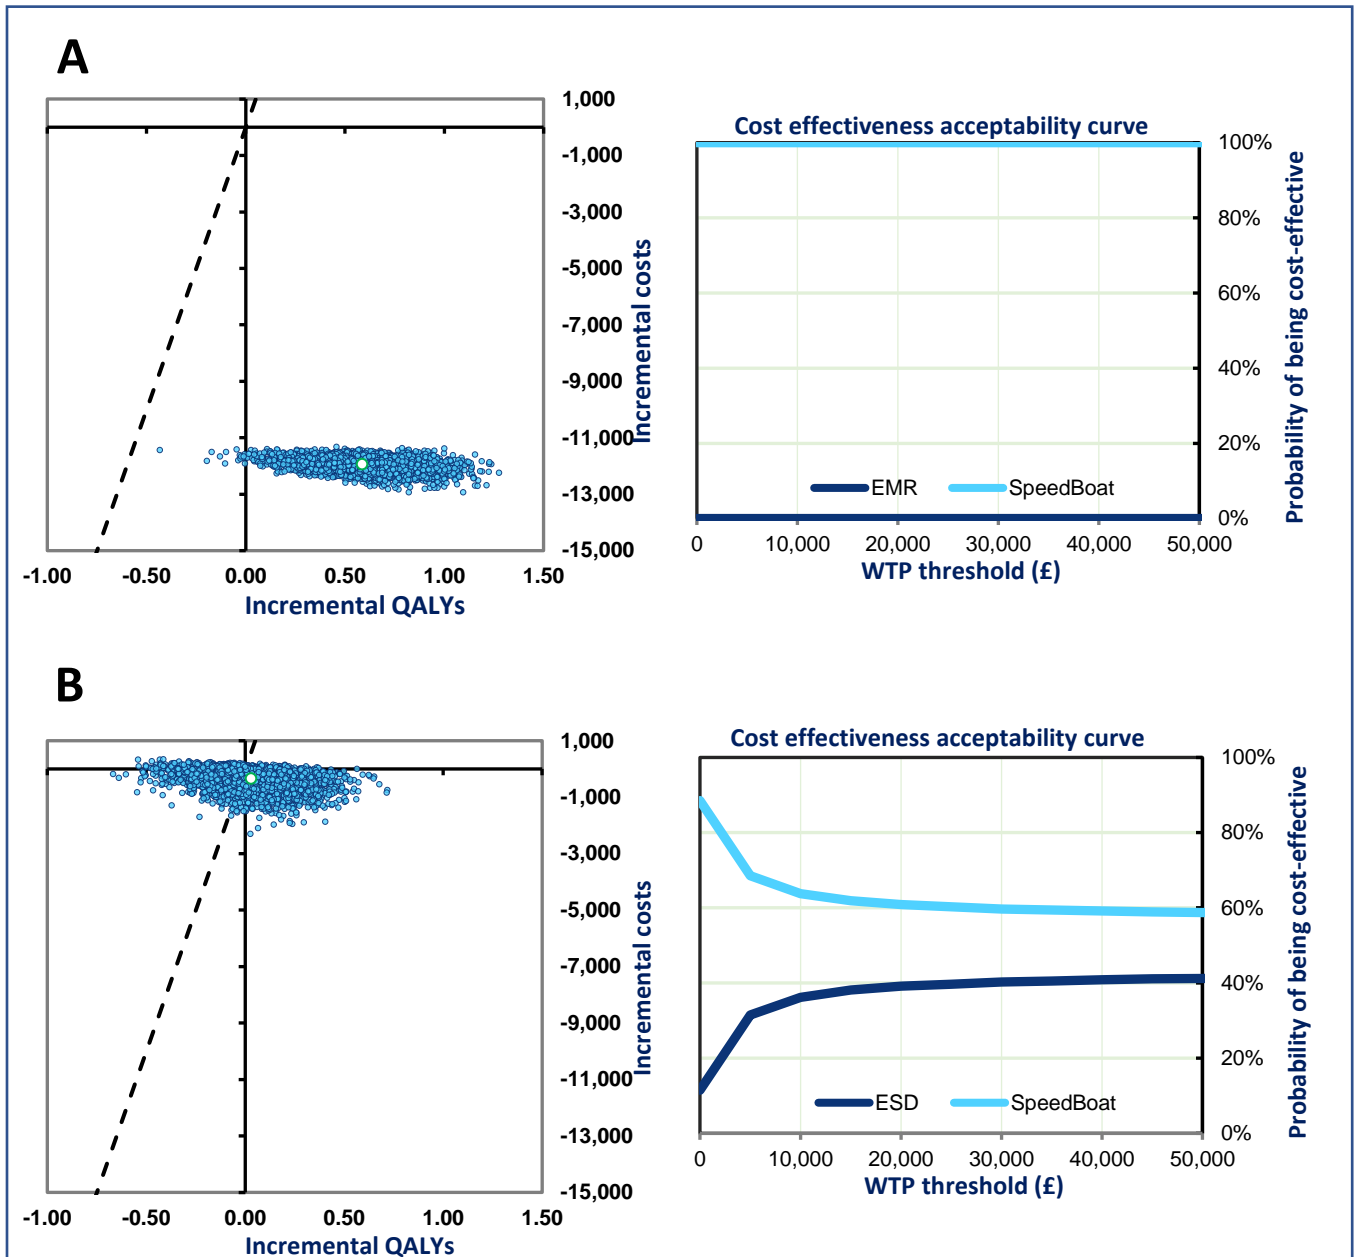 A
1,000
-1,000
-3,000
-5,000
-7,000
-9,000
-11,000
-13,000
-15,000
Incremental costs
-1.00 -0.50 0.00 0.50 1.00 1.50
Incremental QALYs
Cost effectiveness acceptability curve
100%
80%
60%
40%
20%
0%
Probability of being cost-effective
EMR SpeedBoat
0 10,000 20,000 30,000 40,000 50,000
WTP threshold (£)
B
1,000
-1,000
-3,000
-5,000
-7,000
-9,000
-11,000
-13,000
-15,000
Incremental costs
-1.00 -0.50 0.00 0.50 1.00 1.50
Incremental QALYs
Cost effectiveness acceptability curve
100%
80%
60%
40%
20%
0%
Probability of being cost-effective
ESD SpeedBoat
0 10,000 20,000 30,000 40,000 50,000
WTP threshold (£)